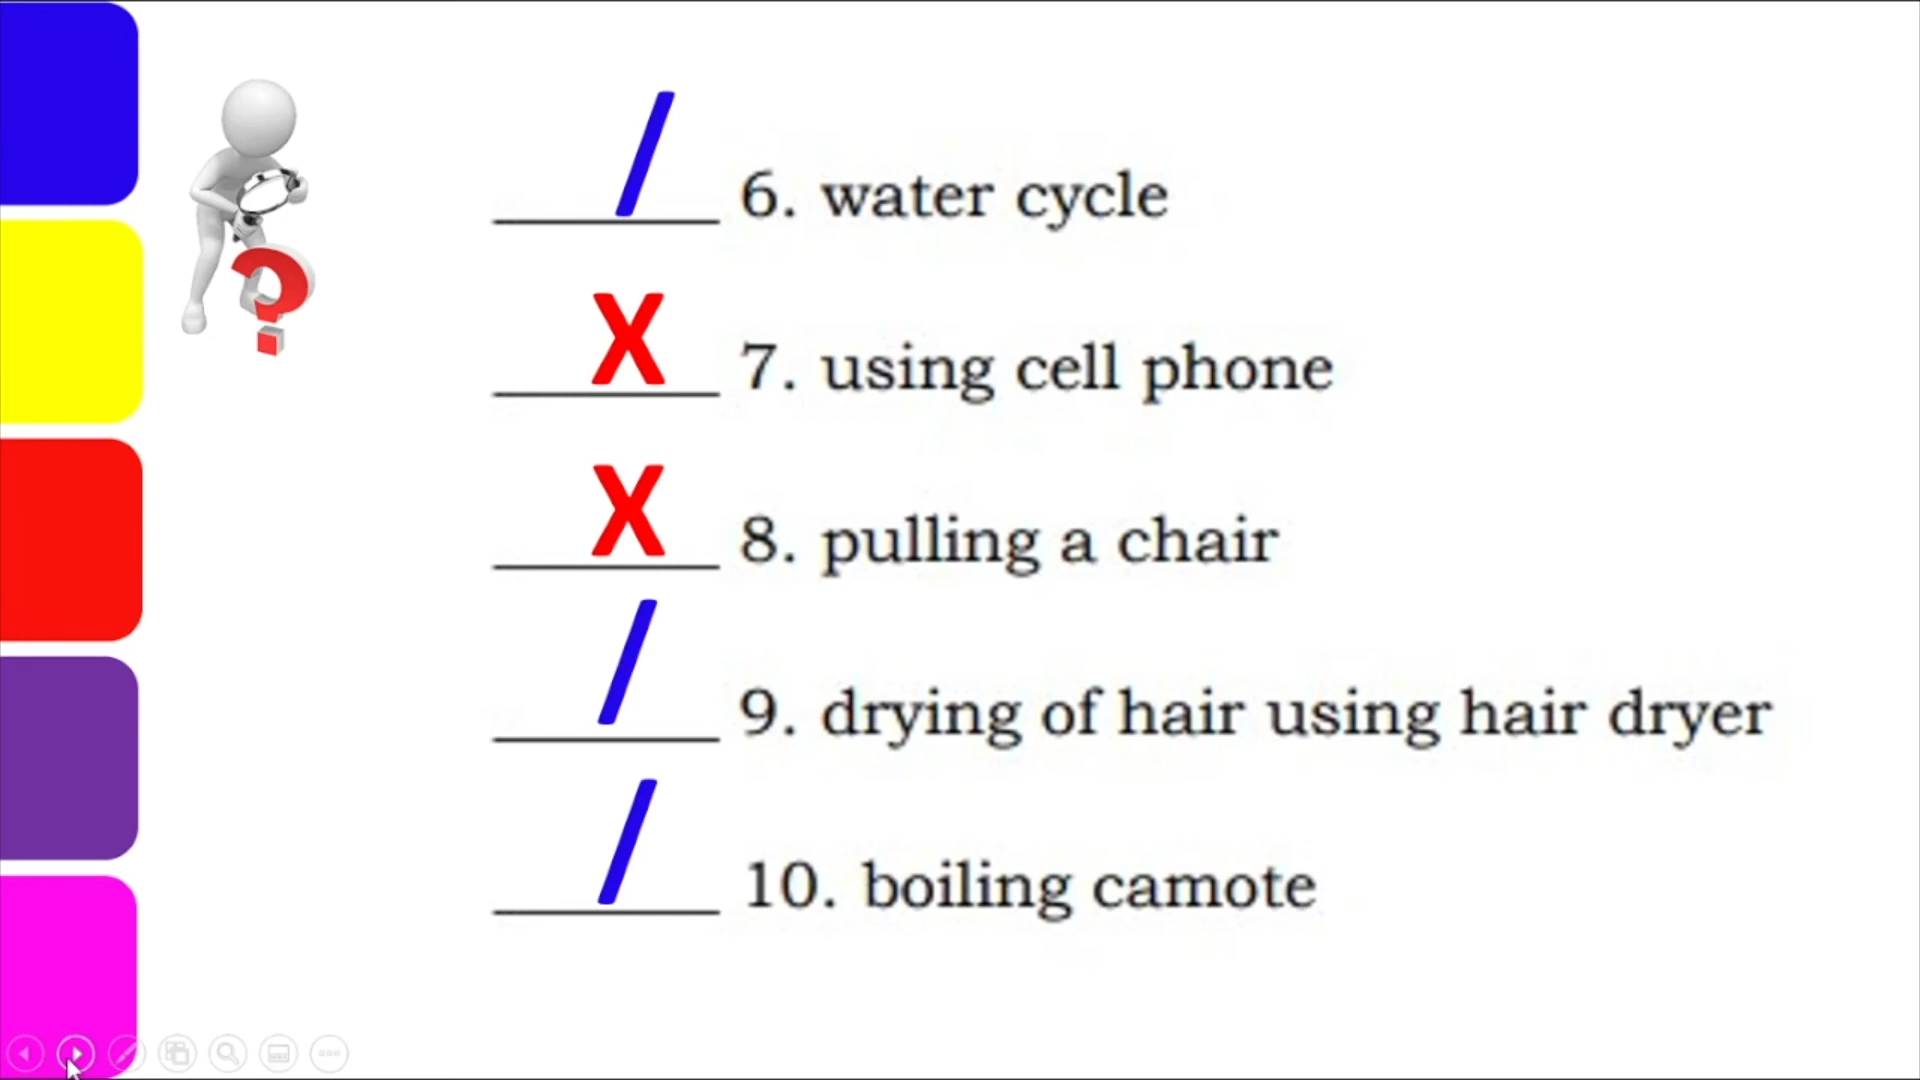 / 6. water cycle
X 7. using cell phone
X 8. pulling a chair
/ 9. drying of hair using hair dryer
/ 10. boiling camote